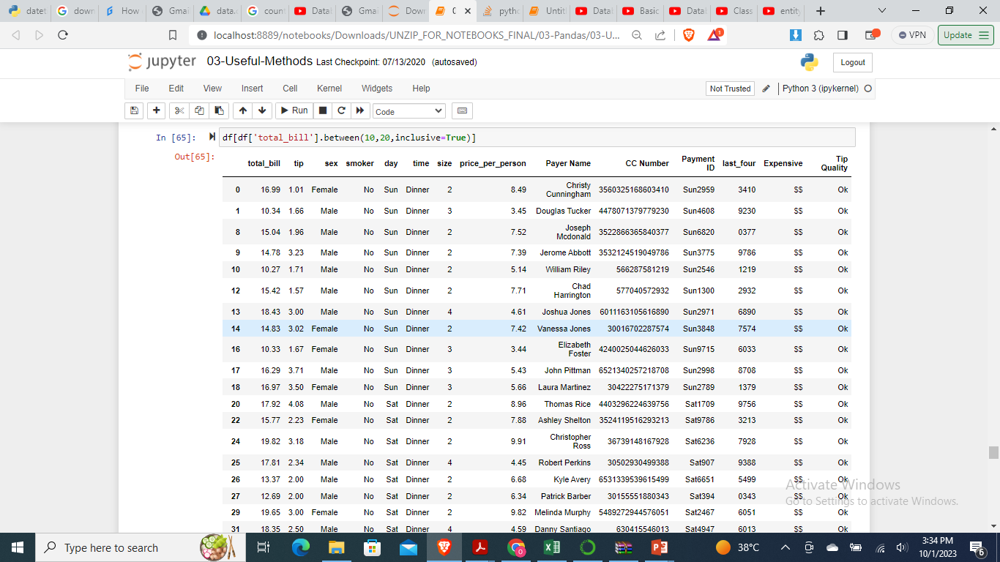 datet
down
How
Gmai
data.
coun
Datal
Gmai
Down
(
pytho
Untitl
Datal
Basic
Datal
Class
entity
localhost:8889/notebooks/Downloads/UNZIP_FOR_NOTEBOOKS_FINAL/03-Pandas/03-U...
1
VPN
Update
jupyter 03-Useful-Methods Last Checkpoint: 07/13/2020 (autosaved)
Logout
File Edit View Insert Cell Kernel Widgets Help
Not Trusted
Python 3 (ipykernel)
Run
Code
In [65]: df[df['total_bill'].between(10,20,inclusive=True)]
Out[65]:
total_bill tip sex smoker day time size price_per_person Payer Name CC Number Payment ID last_four Expensive Tip Quality
0 16.99 1.01 Female No Sun Dinner 2 8.49 Christy Cunningham 3560325168603410 Sun2959 3410 $$ Ok
1 10.34 1.66 Male No Sun Dinner 3 3.45 Douglas Tucker 4478071379779230 Sun4608 9230 $$ Ok
8 15.04 1.96 Male No Sun Dinner 2 7.52 Joseph Mcdonald 3522866365840377 Sun6820 0377 $$ Ok
9 14.78 3.23 Male No Sun Dinner 2 7.39 Jerome Abbott 3532124519049786 Sun3775 9786 $$ Ok
10 10.27 1.71 Male No Sun Dinner 2 5.14 William Riley 566287581219 Sun2546 1219 $$ Ok
12 15.42 1.57 Male No Sun Dinner 2 7.71 Chad Harrington 577040572932 Sun1300 2932 $$ Ok
13 18.43 3.00 Male No Sun Dinner 4 4.61 Joshua Jones 6011163105616890 Sun2971 6890 $$ Ok
14 14.83 3.02 Female No Sun Dinner 2 7.42 Vanessa Jones 30016702287574 Sun3848 7574 $$ Ok
16 10.33 1.67 Female No Sun Dinner 3 3.44 Elizabeth Foster 4240025044626033 Sun9715 6033 $$ Ok
17 16.29 3.71 Male No Sun Dinner 3 5.43 John Pittman 6521340257218708 Sun2998 8708 $$ Ok
18 16.97 3.50 Female No Sun Dinner 3 5.66 Laura Martinez 30422275171379 Sun2789 1379 $$ Ok
20 17.92 4.08 Male No Sat Dinner 2 8.96 Thomas Rice 4403296224639756 Sat1709 9756 $$ Ok
22 15.77 2.23 Female No Sat Dinner 2 7.88 Ashley Shelton 3524119516293213 Sat9786 3213 $$ Ok
24 19.82 3.18 Male No Sat Dinner 2 9.91 Christopher Ross 36739148167928 Sat6236 7928 $$ Ok
25 17.81 2.34 Male No Sat Dinner 4 4.45 Robert Perkins 30502930499388 Sat907 9388 $$ Ok
26 13.37 2.00 Male No Sat Dinner 2 6.68 Kyle Avery 6531339539615499 Sat6651 5499 $$ Ok
27 12.69 2.00 Male No Sat Dinner 2 6.34 Patrick Barber 30155551880343 Sat394 0343 $$ Ok
29 19.65 3.00 Female No Sat Dinner 2 9.82 Melinda Murphy 5489272944576051 Sat2467 6051 $$ Ok
31 18.35 2.50 Male No Sat Dinner 4 4.59 Danny Santiago 630415546013 Sat4947 6013 $$ Ok
Activate Windows
Go to Settings to activate Windows.
Type here to search
38°C
3:34 PM
10/1/2023
6